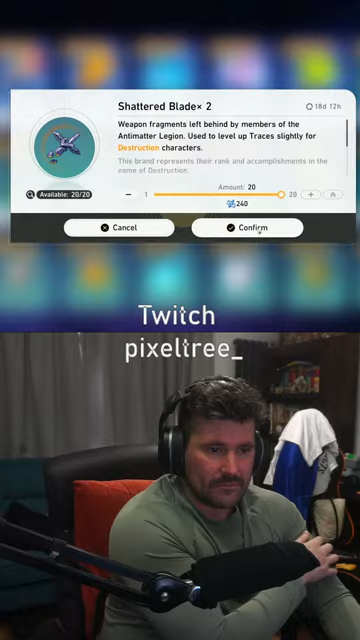 Shattered Blade× 2
18d 12h
Weapon fragments left behind by members of the
Antimatter Legion. Used to level up Traces slightly for
Destruction characters.
This brand represents their rank and accomplishments in the
name of Destruction.
Available: 20/20
Amount: 20
− 1 20 +
240
Cancel
Confirm
Twitch
pixeltree_